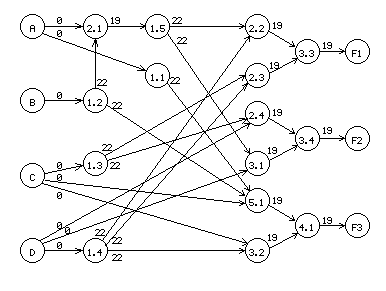 A 0 2.1 19 1.5 22 2.2 19
0 22 3.3 19 F1
1.1 22 2.3 19
22
B 0 1.2 22
2.4 19
22 3.4 19 F2
C 0 1.3 22 3.1 19
0
0 5.1 19
0 0 22 4.1 19 F3
D 0 1.4 22 3.2 19
22